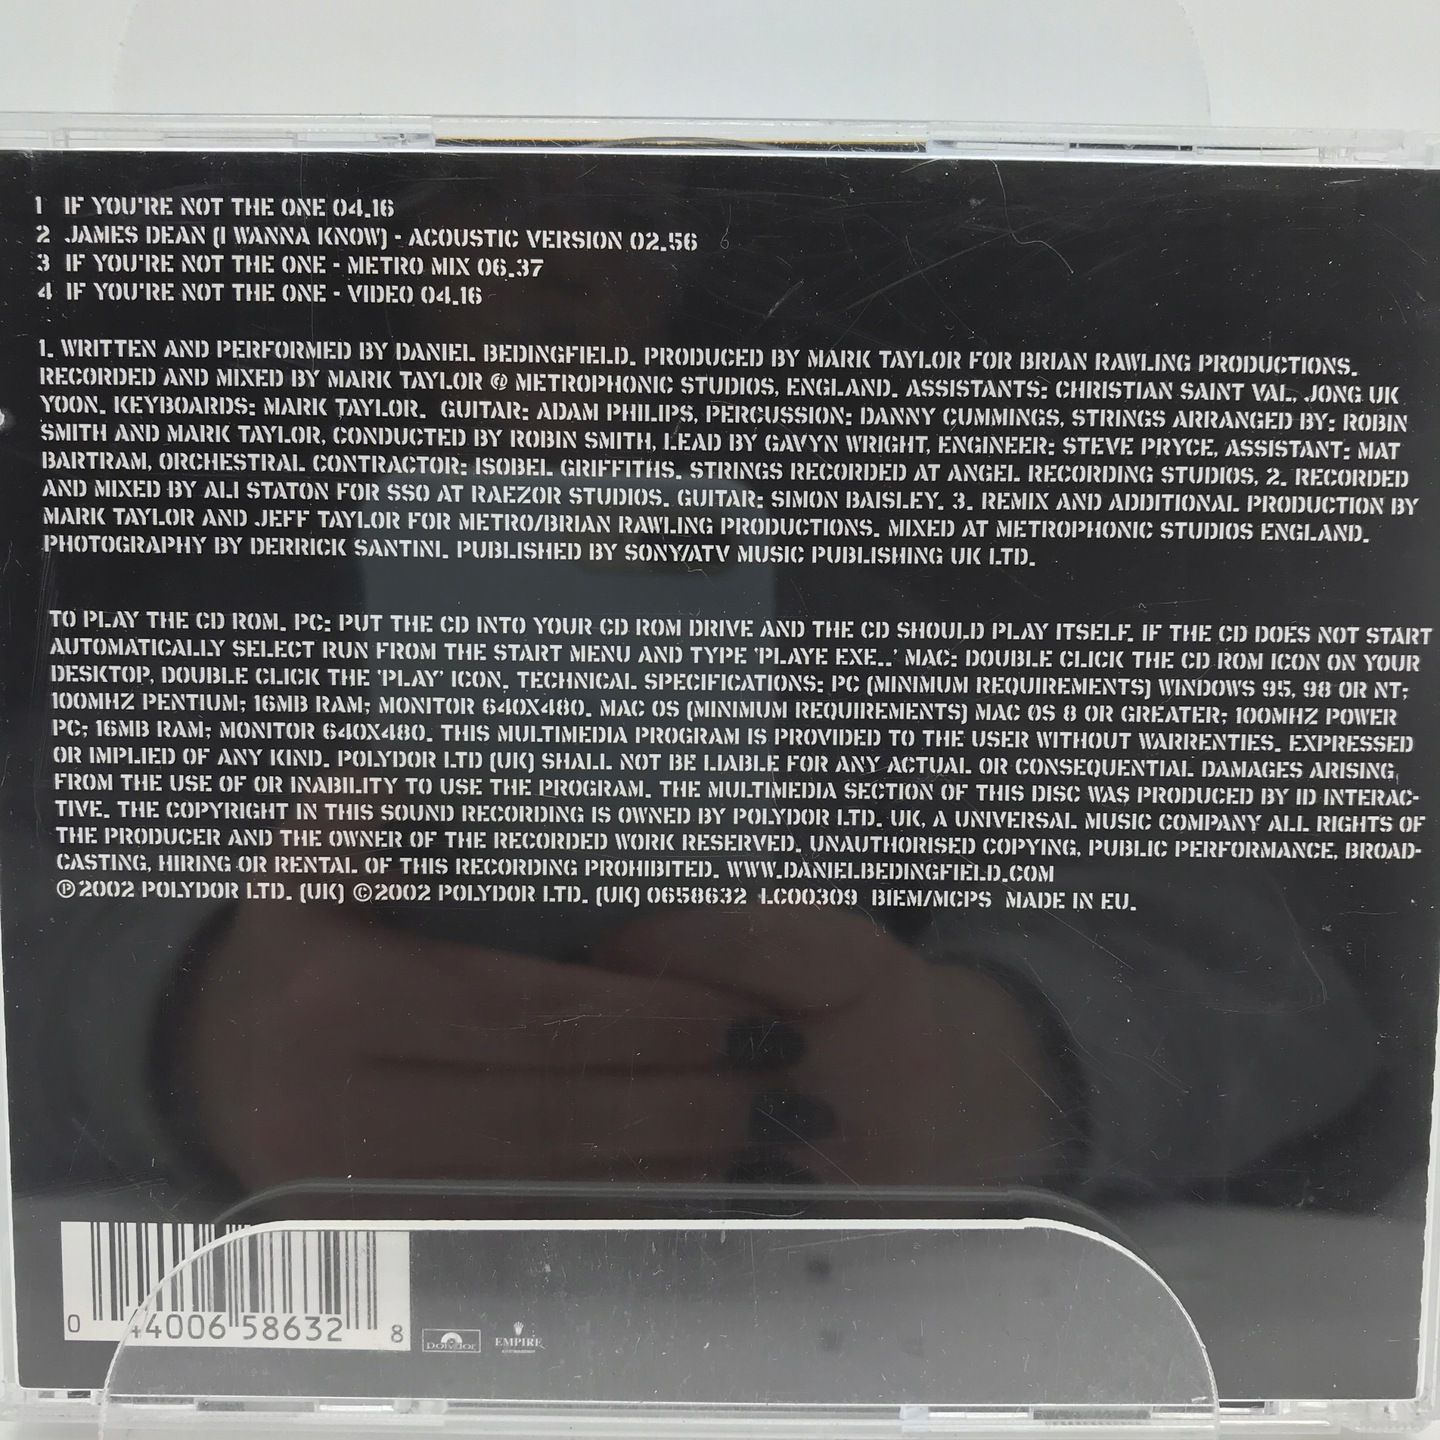 1 IF YOU'RE NOT THE ONE 04.16
2 JAMES DEAN (I WANNA KNOW) - ACOUSTIC VERSION 02.56
3 IF YOU'RE NOT THE ONE - METRO MIX 06.37
4 IF YOU'RE NOT THE ONE - VIDEO 04.16
1. WRITTEN AND PERFORMED BY DANIEL BEDINGFIELD. PRODUCED BY MARK TAYLOR FOR BRIAN RAWLING PRODUCTIONS.
RECORDED AND MIXED BY MARK TAYLOR @ METROPHONIC STUDIOS, ENGLAND. ASSISTANTS: CHRISTIAN SAINT VAL, JONG UK
YOON. KEYBOARDS: MARK TAYLOR. GUITAR: ADAM PHILIPS, PERCUSSION: DANNY CUMMINGS, STRINGS ARRANGED BY: ROBIN
SMITH AND MARK TAYLOR, CONDUCTED BY ROBIN SMITH, LEAD BY GAVYN WRIGHT, ENGINEER: STEVE PRYCE, ASSISTANT: MAT
BARTRAM, ORCHESTRAL CONTRACTOR: ISOBEL GRIFFITHS. STRINGS RECORDED AT ANGEL RECORDING STUDIOS, 2. RECORDED
AND MIXED BY ALI STATON FOR SSO AT RAEZOR STUDIOS. GUITAR: SIMON BAISLEY. 3. REMIX AND ADDITIONAL PRODUCTION BY
MARK TAYLOR AND JEFF TAYLOR FOR METRO/BRIAN RAWLING PRODUCTIONS. MIXED AT METROPHONIC STUDIOS ENGLAND.
PHOTOGRAPHY BY DERRICK SANTINI. PUBLISHED BY SONY/ATV MUSIC PUBLISHING UK LTD.
TO PLAY THE CD ROM. PC: PUT THE CD INTO YOUR CD ROM DRIVE AND THE CD SHOULD PLAY ITSELF. IF THE CD DOES NOT START
AUTOMATICALLY SELECT RUN FROM THE START MENU AND TYPE 'PLAYE EXE..' MAC: DOUBLE CLICK THE CD ROM ICON ON YOUR
DESKTOP, DOUBLE CLICK THE 'PLAY' ICON. TECHNICAL SPECIFICATIONS: PC (MINIMUM REQUIREMENTS) WINDOWS 95, 98 OR NT;
100MHZ PENTIUM; 16MB RAM; MONITOR 640X480. MAC OS (MINIMUM REQUIREMENTS) MAC OS 8 OR GREATER; 100MHZ POWER
PC; 16MB RAM; MONITOR 640X480. THIS MULTIMEDIA PROGRAM IS PROVIDED TO THE USER WITHOUT WARRENTIES. EXPRESSED
OR IMPLIED OF ANY KIND. POLYDOR LTD (UK) SHALL NOT BE LIABLE FOR ANY ACTUAL OR CONSEQUENTIAL DAMAGES ARISING
FROM THE USE OF OR INABILITY TO USE THE PROGRAM. THE MULTIMEDIA SECTION OF THIS DISC WAS PRODUCED BY ID INTERAC-
TIVE. THE COPYRIGHT IN THIS SOUND RECORDING IS OWNED BY POLYDOR LTD. UK, A UNIVERSAL MUSIC COMPANY ALL RIGHTS OF
THE PRODUCER AND THE OWNER OF THE RECORDED WORK RESERVED. UNAUTHORISED COPYING, PUBLIC PERFORMANCE, BROAD-
CASTING, HIRING OR RENTAL OF THIS RECORDING PROHIBITED. WWW.DANIELBEDINGFIELD.COM
℗ 2002 POLYDOR LTD. (UK) © 2002 POLYDOR LTD. (UK) 0658632 LC00309 BIEM/MCPS MADE IN EU.
0 44006 58632 8
POLYDOR EMPIRE